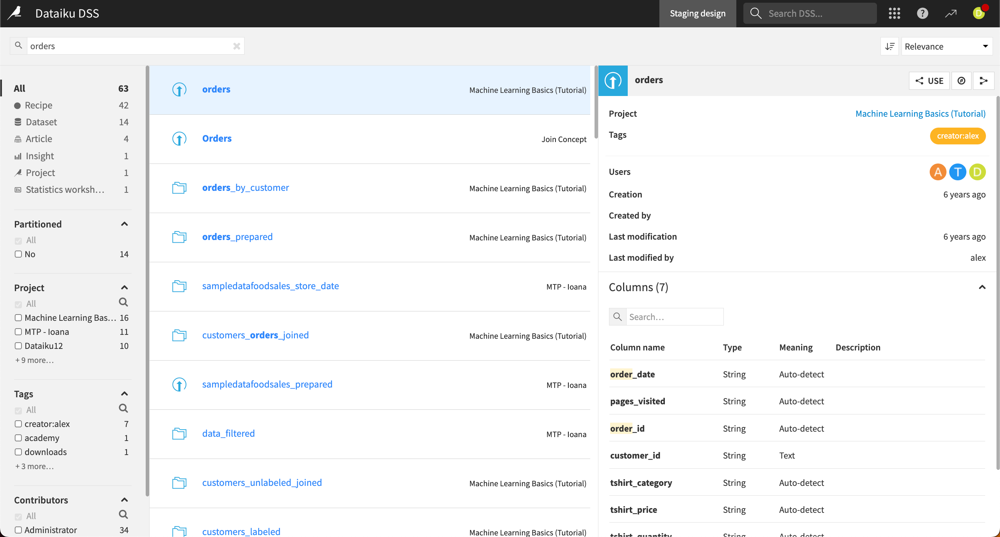 Dataiku DSS
Staging design
Search DSS...
D
orders
Relevance
All 63
Recipe 42
Dataset 14
Article 4
Insight 1
Project 1
Statistics worksh... 1
Partitioned
All
No 14
Project
All
Machine Learning Bas... 16
MTP - Ioana 11
Dataiku12 10
+ 9 more...
Tags
All
creator:alex 7
academy 1
downloads 1
+ 3 more...
Contributors
All
Administrator 34
orders Machine Learning Basics (Tutorial)
Orders Join Concept
orders_by_customer Machine Learning Basics (Tutorial)
orders_prepared Machine Learning Basics (Tutorial)
sampledatafoodsales_store_date MTP - Ioana
customers_orders_joined Machine Learning Basics (Tutorial)
sampledatafoodsales_prepared MTP - Ioana
data_filtered MTP - Ioana
customers_unlabeled_joined Machine Learning Basics (Tutorial)
customers_labeled Machine Learning Basics (Tutorial)
orders
USE
Project Machine Learning Basics (Tutorial)
Tags creator:alex
Users A T D
Creation 6 years ago
Created by
Last modification 6 years ago
Last modified by alex
Columns (7)
Search...
Column name Type Meaning Description
order_date String Auto-detect
pages_visited String Auto-detect
order_id String Auto-detect
customer_id String Text
tshirt_category String Auto-detect
tshirt_price String Auto-detect
tshirt_quantity String Auto-detect